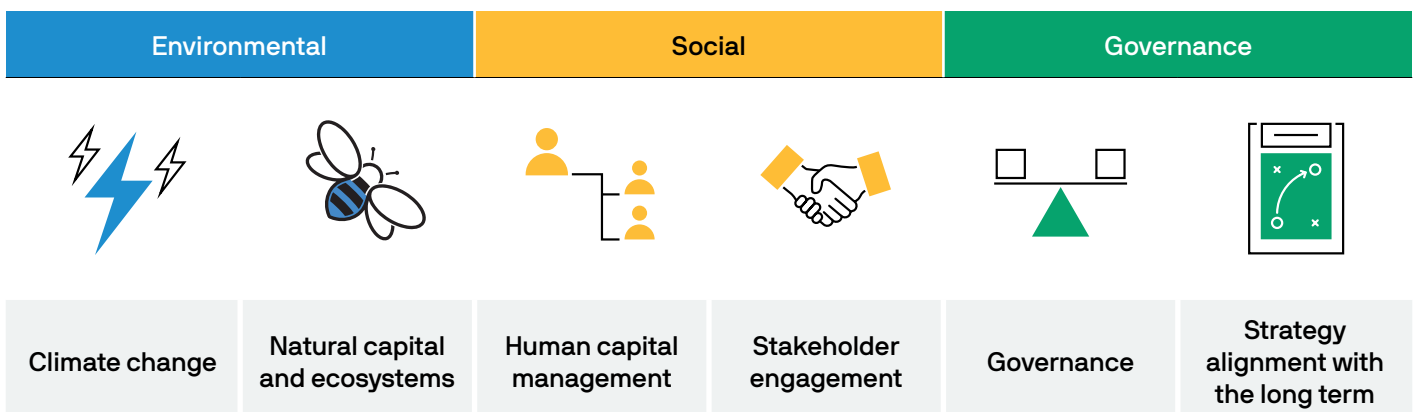 Environmental
Social
Governance
Climate change
Natural capital
and ecosystems
Human capital
management
Stakeholder
engagement
Governance
Strategy
alignment with
the long term